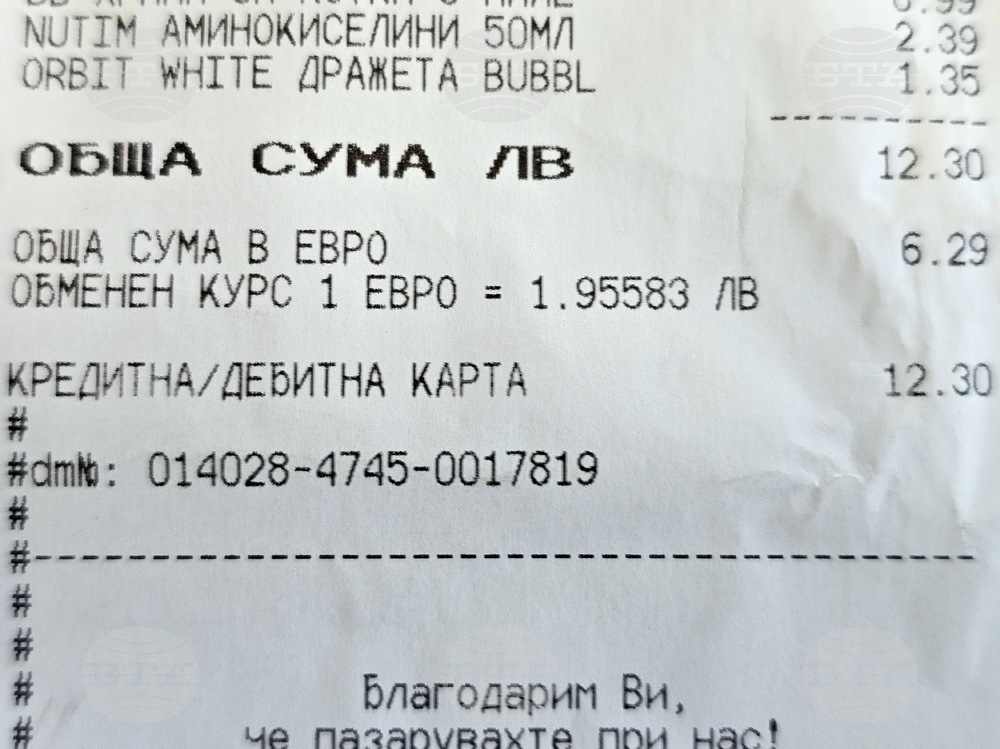 NUTIM АМИНОКИСЕЛИНИ 50МЛ 2.39
ORBIT WHITE ДРАЖЕТА BUBBL 1.35
ОБЩА СУМА ЛВ 12.30
ОБЩА СУМА В ЕВРО 6.29
ОБМЕНЕН КУРС 1 ЕВРО = 1.95583 ЛВ
КРЕДИТНА/ДЕБИТНА КАРТА 12.30
#
#dm№: 014028-4745-0017819
#
#----------------------------------------
#
#
# Благодарим Ви,
# че пазарувахте при нас!